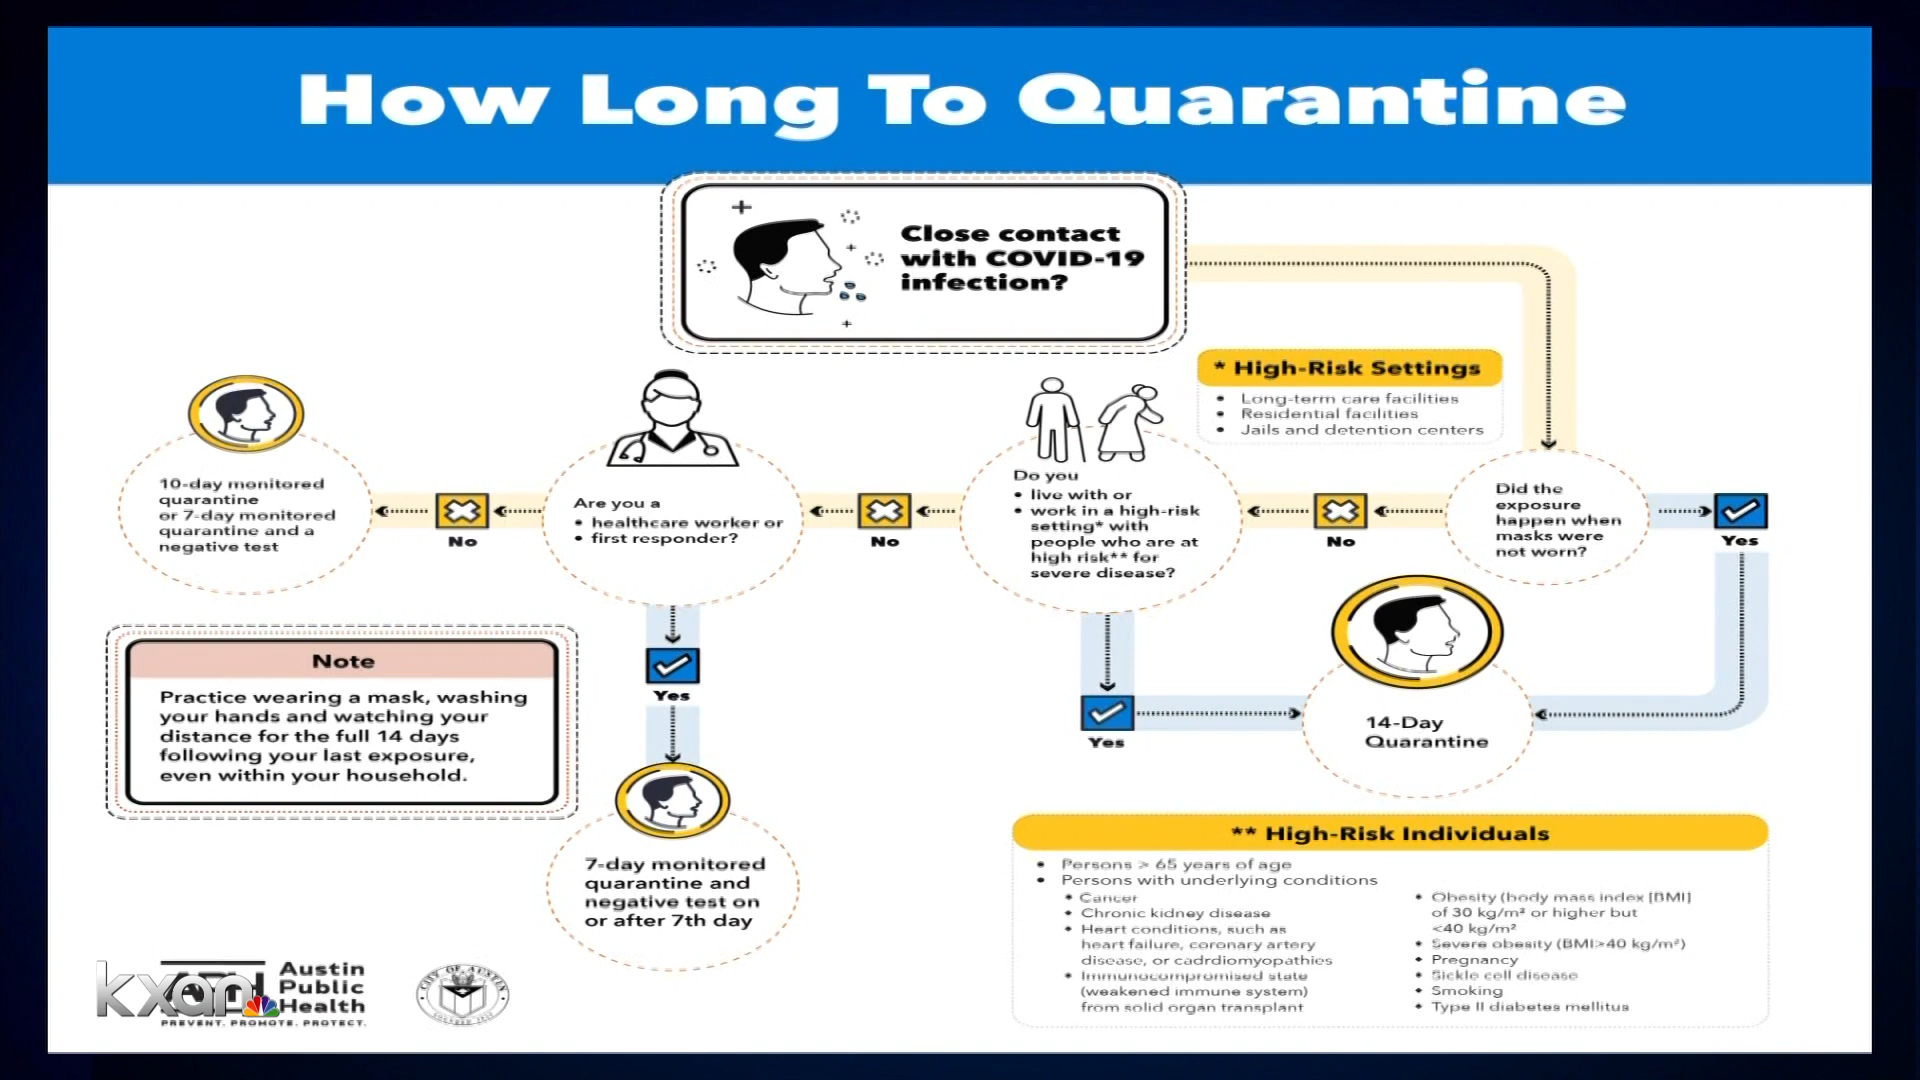 How Long To Quarantine
Close contact
with COVID-19
infection?
* High-Risk Settings
• Long-term care facilities
• Residential facilities
• Jails and detention centers
Did the
exposure
happen when
masks were
not worn?
Yes
No
Do you
• live with or
• work in a high-risk
setting* with
people who are at
high risk** for
severe disease?
Yes
No
Are you a
• healthcare worker or
• first responder?
Yes
No
10-day monitored
quarantine
or 7-day monitored
quarantine and a
negative test
14-Day
Quarantine
7-day monitored
quarantine and
negative test on
or after 7th day
Note
Practice wearing a mask, washing
your hands and watching your
distance for the full 14 days
following your last exposure,
even within your household.
** High-Risk Individuals
• Persons > 65 years of age
• Persons with underlying conditions
• Cancer
• Chronic kidney disease
• Heart conditions, such as
heart failure, coronary artery
disease, or cadrdiomyopathies
• Immunocompromised state
(weakened immune system)
from solid organ transplant
• Obesity (body mass index [BMI]
of 30 kg/m² or higher but
<40 kg/m²
• Severe obesity (BMI>40 kg/m²)
• Pregnancy
• Sickle cell disease
• Smoking
• Type II diabetes mellitus
kxan
APH
Austin
Public
Health
PREVENT. PROMOTE. PROTECT.
CITY OF AUSTIN